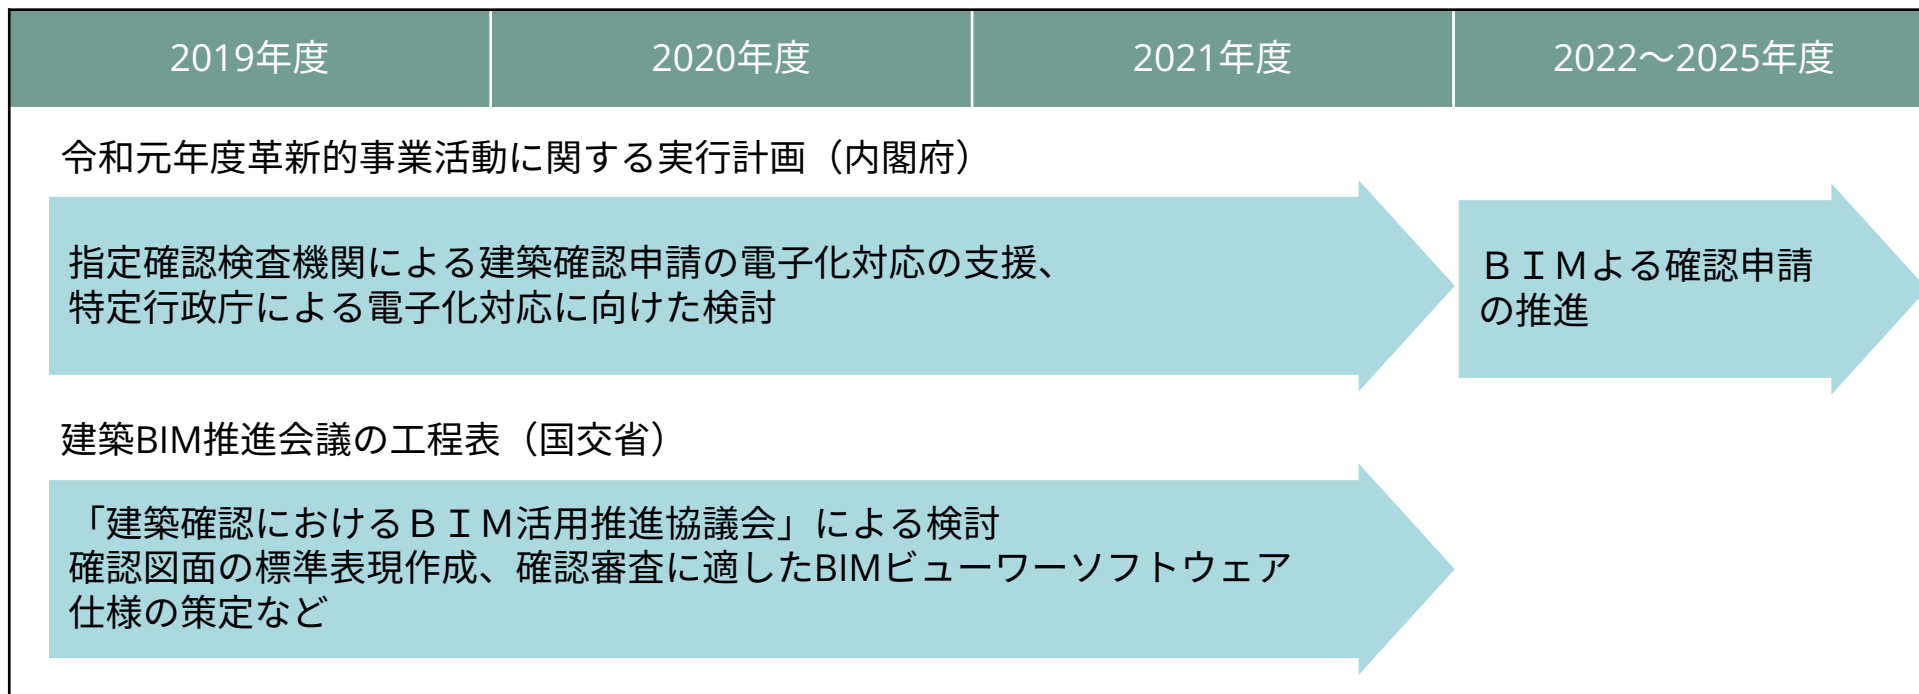 2019年度
2020年度
2021年度
2022～2025年度
令和元年度革新的事業活動に関する実行計画（内閣府）
指定確認検査機関による建築確認申請の電子化対応の支援、
特定行政庁による電子化対応に向けた検討
ＢＩＭよる確認申請
の推進
建築BIM推進会議の工程表（国交省）
「建築確認におけるＢＩＭ活用推進協議会」による検討
確認図面の標準表現作成、確認審査に適したBIMビューワーソフトウェア
仕様の策定など